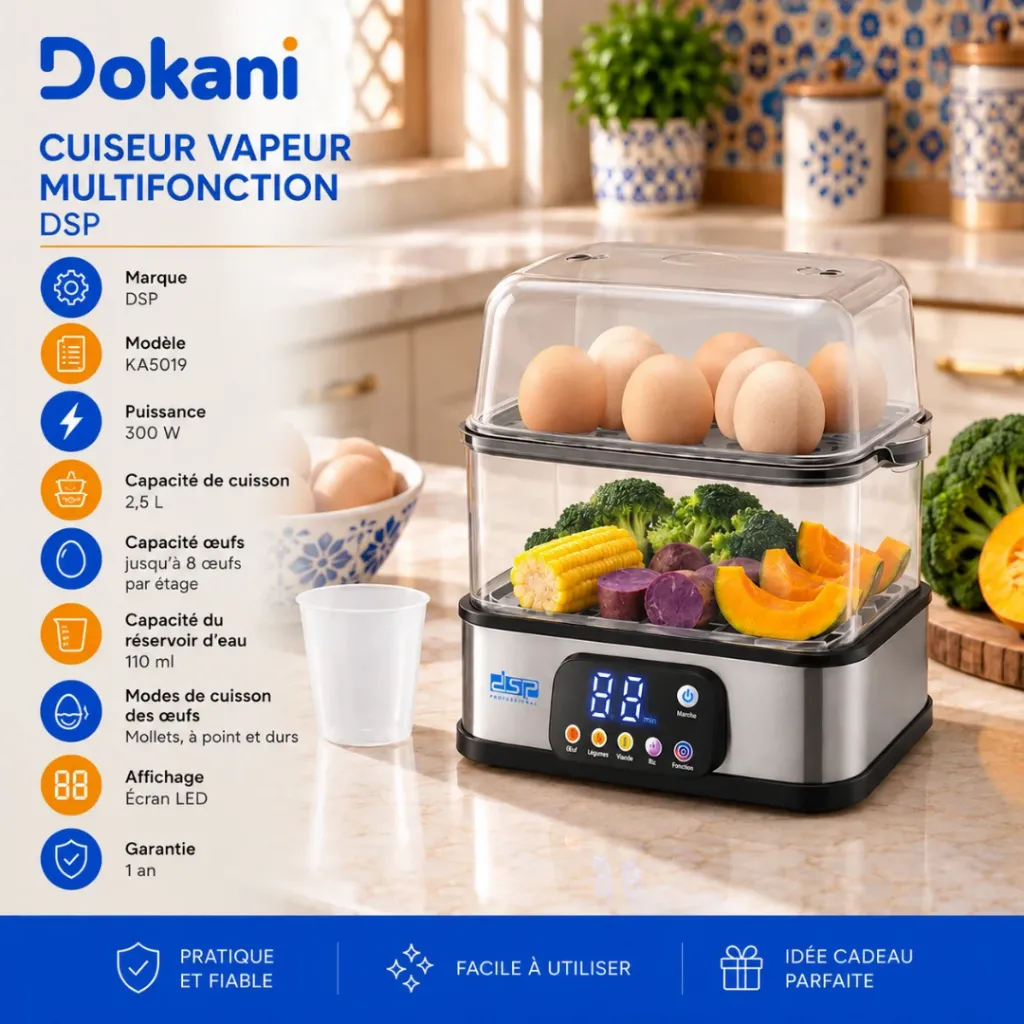 Dokani
CUISEUR VAPEUR
MULTIFONCTION
DSP
Marque
DSP
Modèle
KA5019
Puissance
300 W
Capacité de cuisson
2,5 L
Capacité œufs
jusqu'à 8 œufs
par étage
Capacité du
réservoir d'eau
110 ml
Modes de cuisson
des œufs
Mollets, à point et durs
88
Affichage
Écran LED
Garantie
1 an
dsp
PROFESSIONAL
88
min
Marche
Œuf
Légumes
Viande
Riz
Fonction
PRATIQUE
ET FIABLE
FACILE À UTILISER
IDÉE CADEAU
PARFAITE